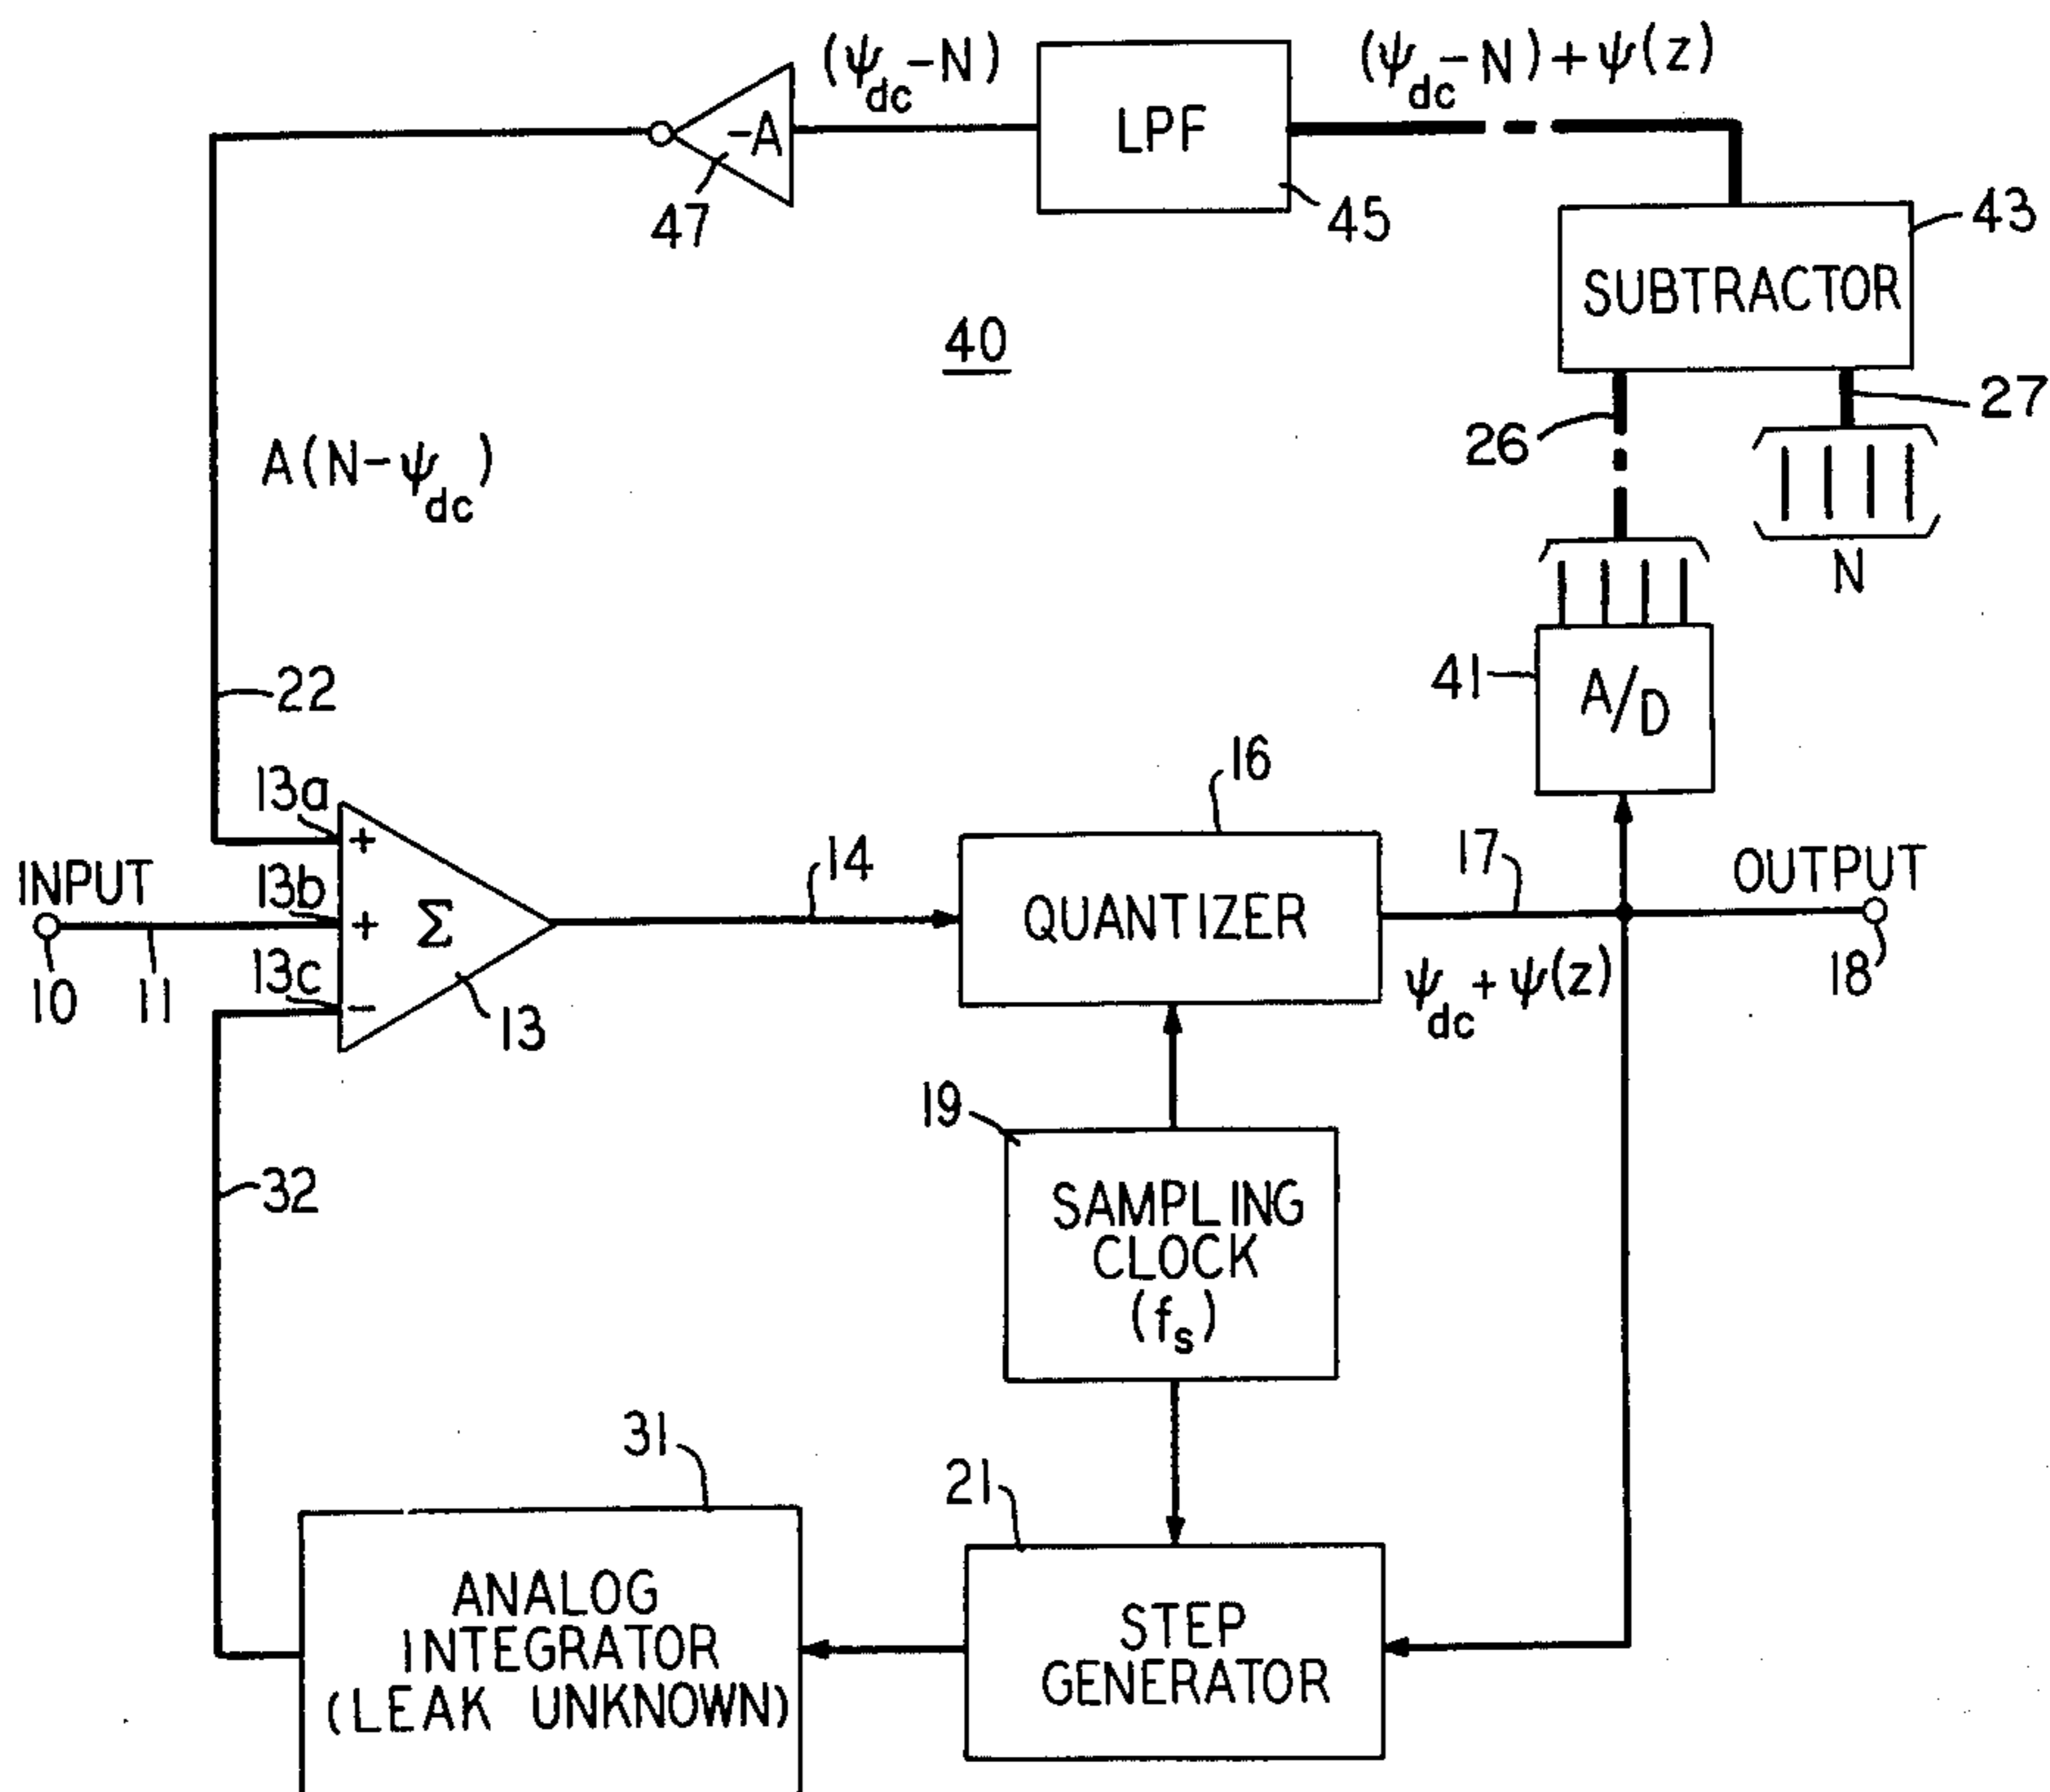 (ψdc-N)
(ψdc-N)+ψ(z)
-A
LPF
47
45
43
SUBTRACTOR
40
26
27
A(N-ψdc)
N
22
41
A/D
16
13a
INPUT
13b
+
+
Σ
14
QUANTIZER
17
OUTPUT
10
11
13c
-
13
ψdc+ψ(z)
18
19
32
SAMPLING
CLOCK
(fs)
31
21
ANALOG
INTEGRATOR
(LEAK UNKNOWN)
STEP
GENERATOR